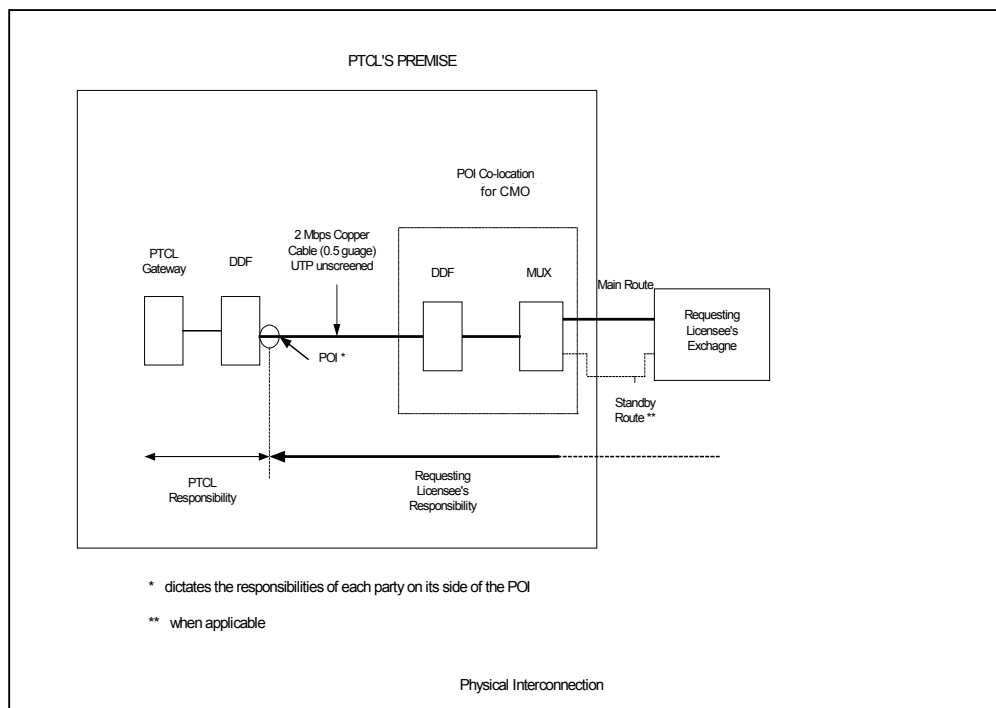 PTCL'S PREMISE
POI Co-location
for CMO
2 Mbps Copper
Cable (0.5 guage)
UTP unscreened
PTCL
Gateway
DDF
DDF
MUX
Main Route
Requesting
Licensee's
Exchagne
POI *
Standby
Route **
PTCL
Responsibility
Requesting
Licensee's
Responsibility
* dictates the responsibilities of each party on its side of the POI
** when applicable
Physical Interconnection